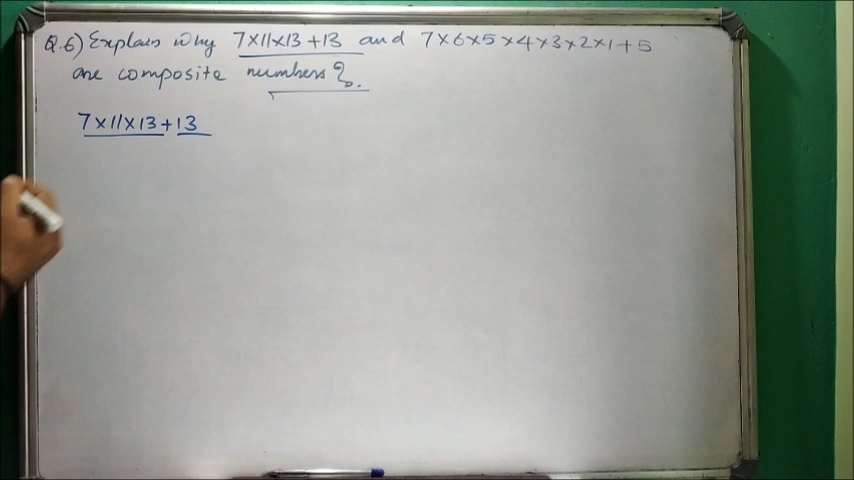 Q.6) Explain why 7×11×13+13 and 7×6×5×4×3×2×1+5
are composite numbers?.
7×11×13+13